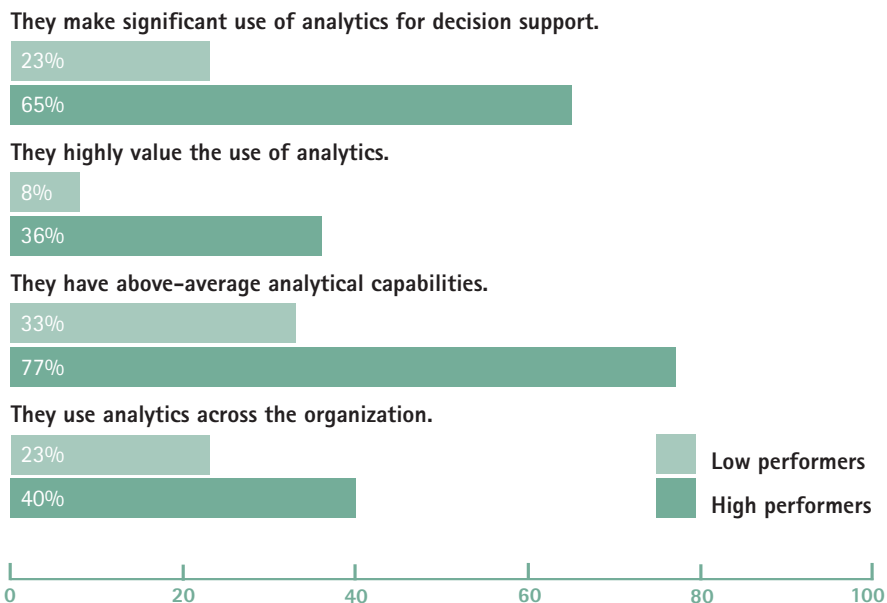 They make significant use of analytics for decision support.
23%
65%
They highly value the use of analytics.
8%
36%
They have above-average analytical capabilities.
33%
77%
They use analytics across the organization.
23%
40%
Low performers
High performers
0 20 40 60 80 100